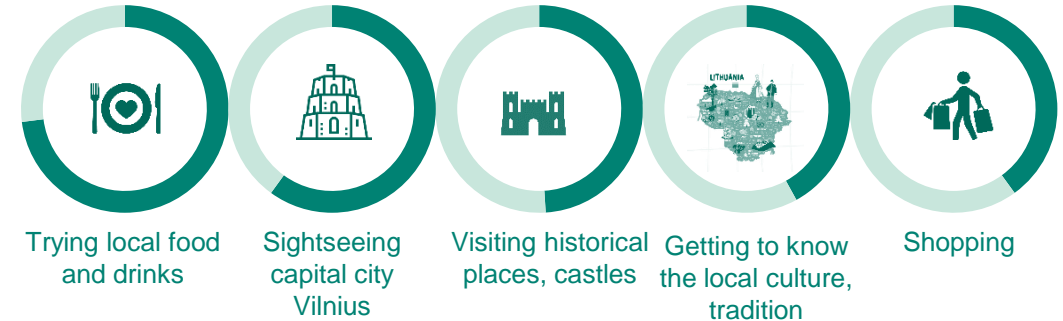 LITHUANIA
Trying local food
and drinks
Sightseeing
capital city
Vilnius
Visiting historical
places, castles
Getting to know
the local culture,
tradition
Shopping